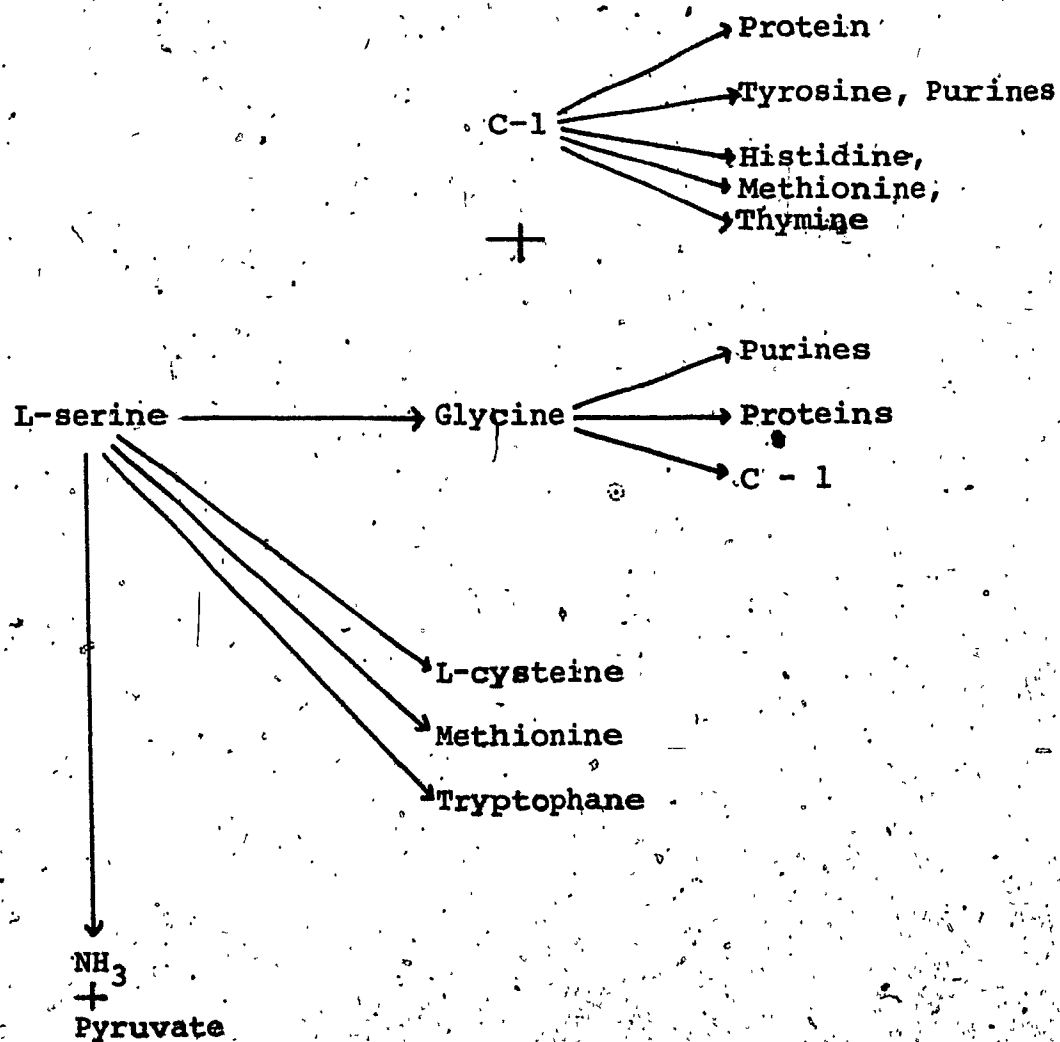 Protein
Tyrosine, Purines
C-1
Histidine,
Methionine,
Thymine
+
Purines
L-serine
Glycine
Proteins
C - 1
L-cysteine
Methionine
Tryptophane
NH3
+
Pyruvate